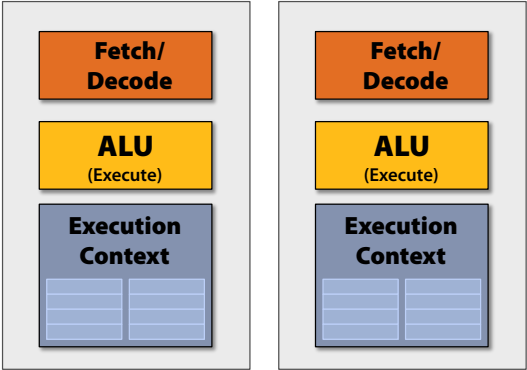 Fetch/
Decode
ALU
(Execute)
Execution
Context
Fetch/
Decode
ALU
(Execute)
Execution
Context